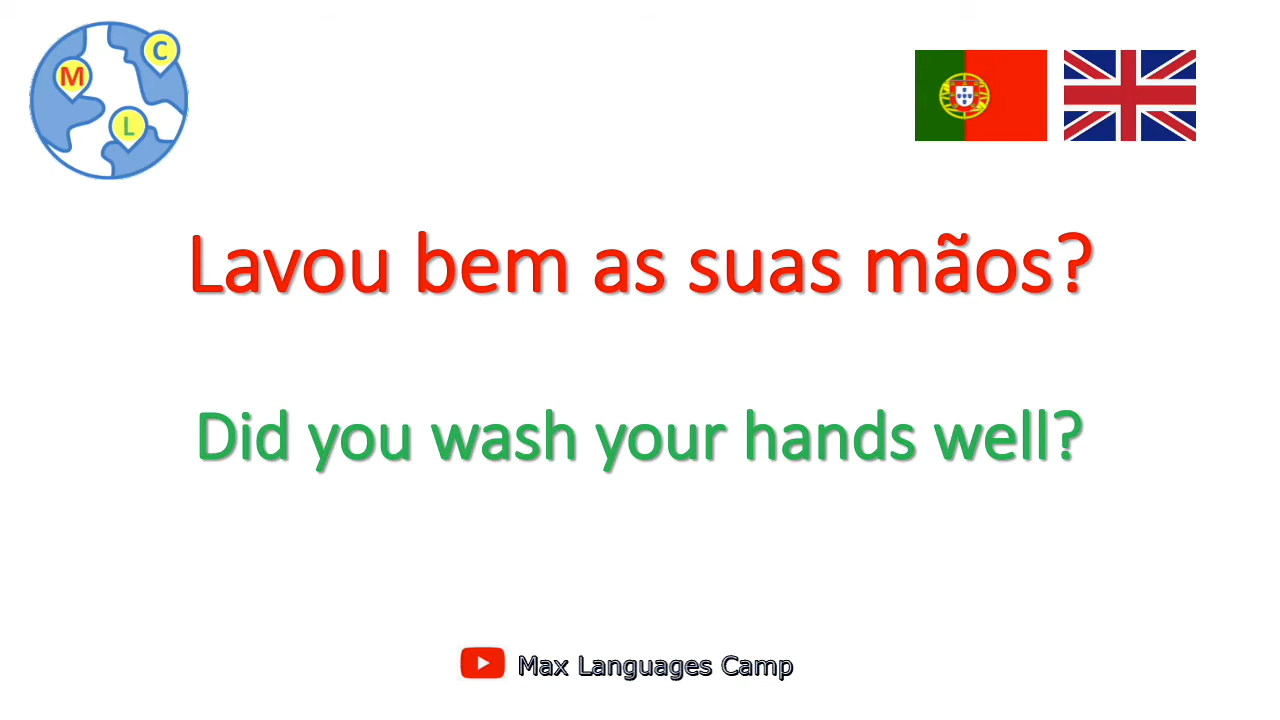 M
C
L
Lavou bem as suas mãos?
Did you wash your hands well?
Max Languages Camp